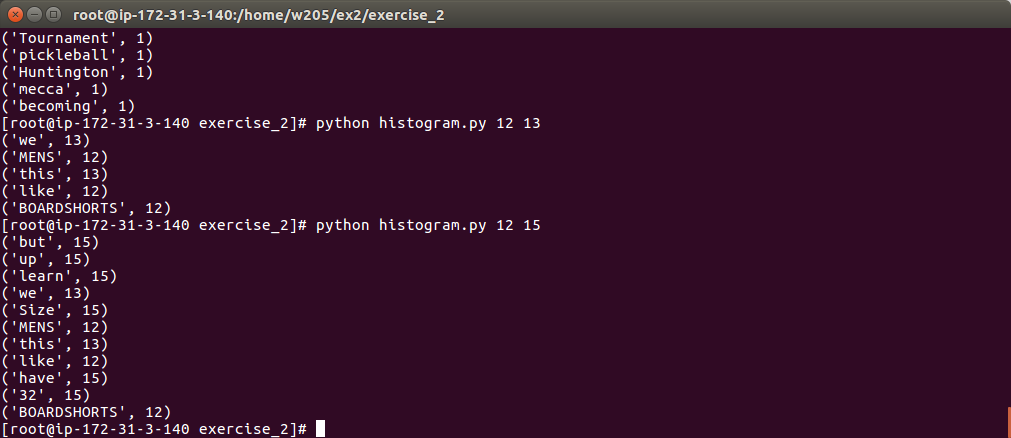 root@ip-172-31-3-140:/home/w205/ex2/exercise_2
('Tournament', 1)
('pickleball', 1)
('Huntington', 1)
('mecca', 1)
('becoming', 1)
[root@ip-172-31-3-140 exercise_2]# python histogram.py 12 13
('we', 13)
('MENS', 12)
('this', 13)
('like', 12)
('BOARDSHORTS', 12)
[root@ip-172-31-3-140 exercise_2]# python histogram.py 12 15
('but', 15)
('up', 15)
('learn', 15)
('we', 13)
('Size', 15)
('MENS', 12)
('this', 13)
('like', 12)
('have', 15)
('32', 15)
('BOARDSHORTS', 12)
[root@ip-172-31-3-140 exercise_2]#